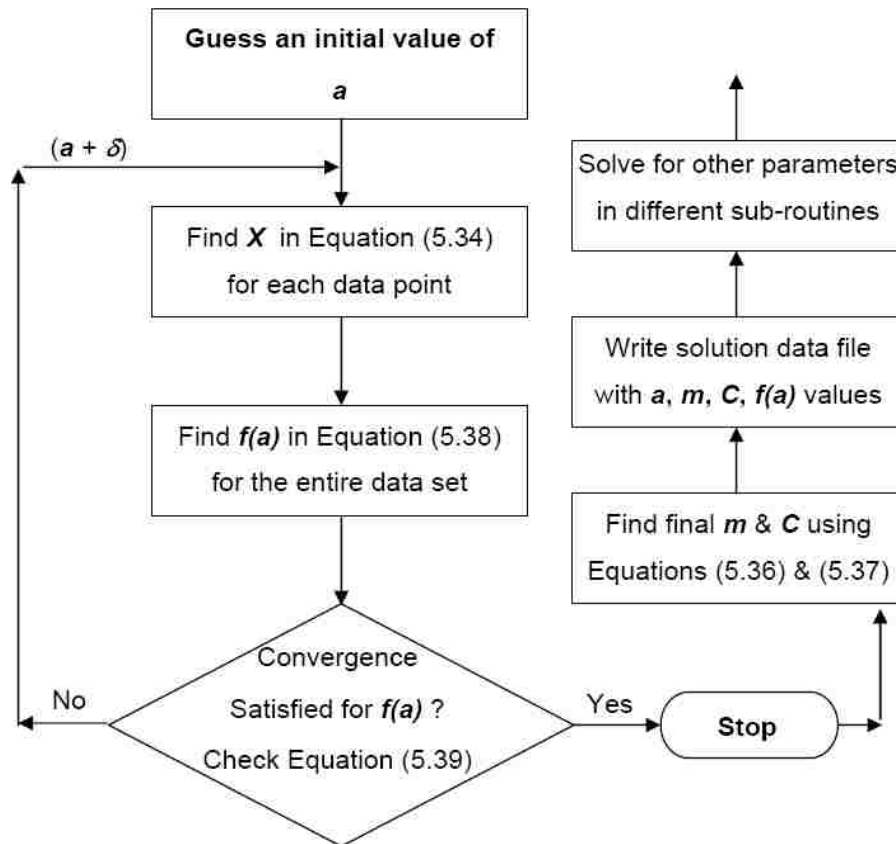 Guess an initial value of
a
(a + δ)
Find X in Equation (5.34)
for each data point
Find f(a) in Equation (5.38)
for the entire data set
Convergence
Satisfied for f(a) ?
Check Equation (5.39)
No
Yes
Stop
Find final m & C using
Equations (5.36) & (5.37)
Write solution data file
with a, m, C, f(a) values
Solve for other parameters
in different sub-routines